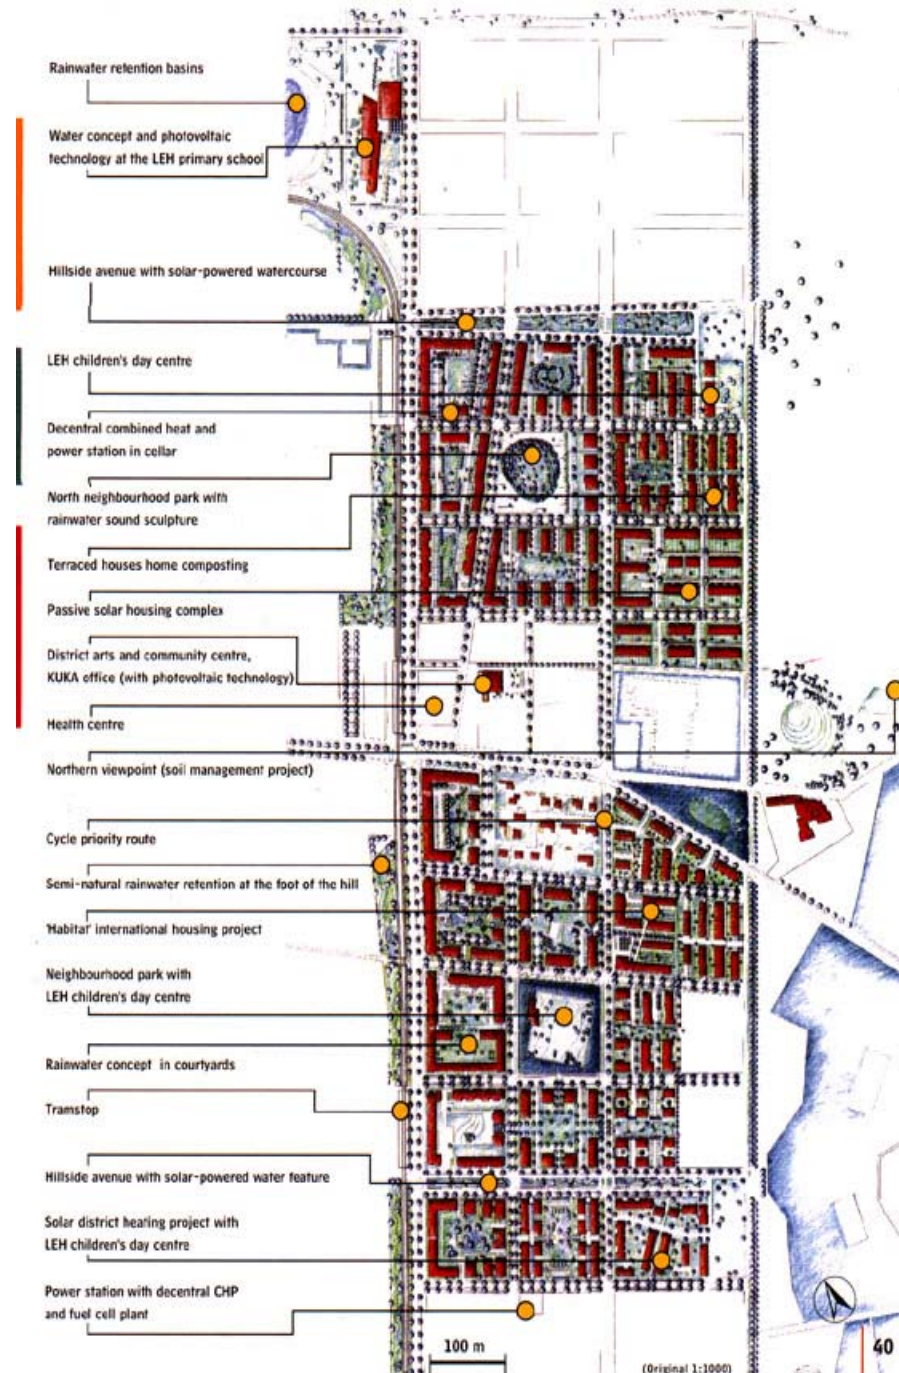 Rainwater retention basins
Water concept and photovoltaic
technology at the LEH primary school
Hillside avenue with solar-powered watercourse
LEH children's day centre
Decentral combined heat and
power station in cellar
North neighbourhood park with
rainwater sound sculpture
Terraced houses home composting
Passive solar housing complex
District arts and community centre,
KUKA office (with photovoltaic technology)
Health centre
Northern viewpoint (soil management project)
Cycle priority route
Semi-natural rainwater retention at the foot of the hill
'Habitat' international housing project
Neighbourhood park with
LEH children's day centre
Rainwater concept in courtyards
Tramstop
Hillside avenue with solar-powered water feature
Solar district heating project with
LEH children's day centre
Power station with decentral CHP
and fuel cell plant
100 m
(Original 1:1000)
40